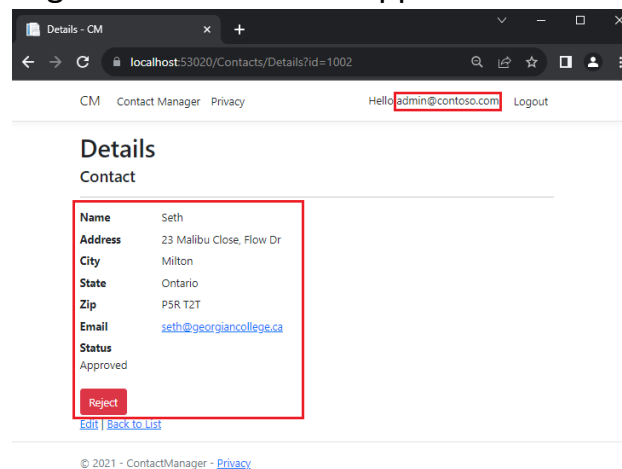 Details - CM
localhost:53020/Contacts/Details?id=1002
CM Contact Manager Privacy Hello admin@contoso.com Logout
Details
Contact
Name Seth
Address 23 Malibu Close, Flow Dr
City Milton
State Ontario
Zip P5R T2T
Email seth@georgiancollege.ca
Status
Approved
Reject
Edit | Back to List
© 2021 - ContactManager - Privacy